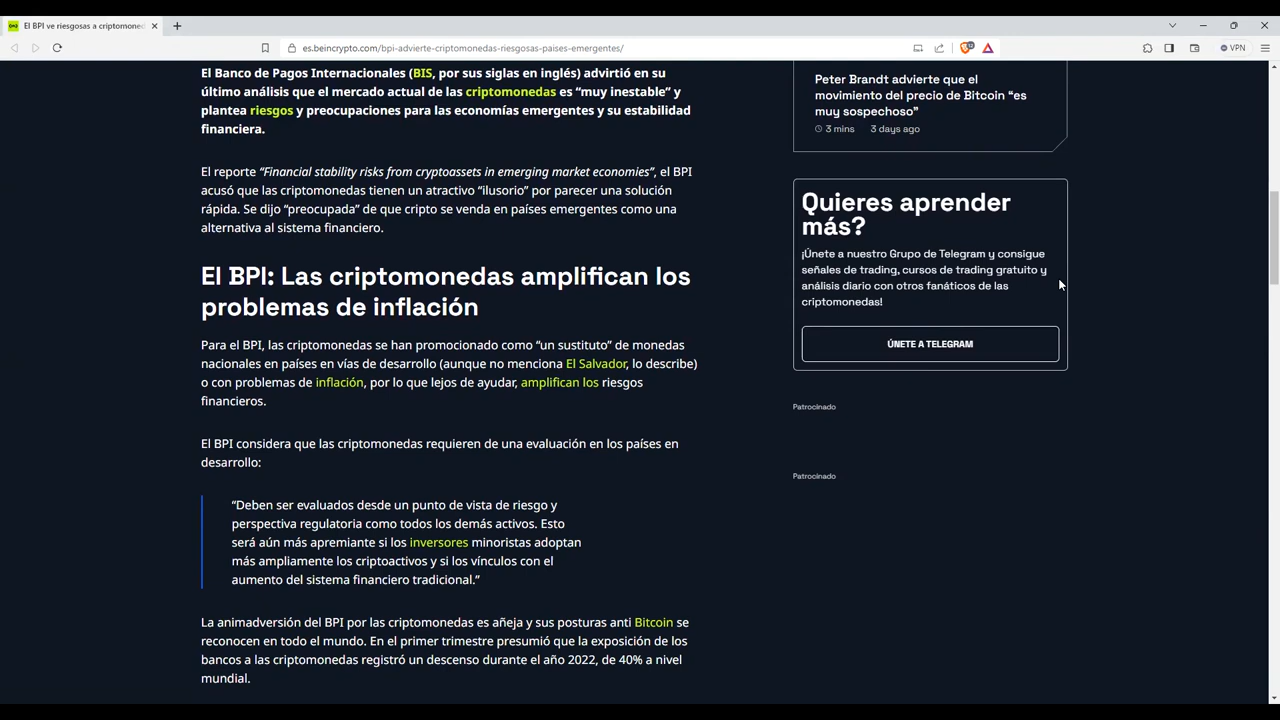 El BPI ve riesgosas a criptomoned
es.beincrypto.com/bpi-advierte-criptomonedas-riesgosas-paises-emergentes/
VPN
El Banco de Pagos Internacionales (BIS, por sus siglas en inglés) advirtió en su
último análisis que el mercado actual de las criptomonedas es “muy inestable” y
plantea riesgos y preocupaciones para las economías emergentes y su estabilidad
financiera.
El reporte “Financial stability risks from cryptoassets in emerging market economies”, el BPI
acusó que las criptomonedas tienen un atractivo “ilusorio” por parecer una solución
rápida. Se dijo “preocupada” de que cripto se venda en países emergentes como una
alternativa al sistema financiero.
El BPI: Las criptomonedas amplifican los
problemas de inflación
Para el BPI, las criptomonedas se han promocionado como “un sustituto” de monedas
nacionales en países en vías de desarrollo (aunque no menciona El Salvador, lo describe)
o con problemas de inflación, por lo que lejos de ayudar, amplifican los riesgos
financieros.
El BPI considera que las criptomonedas requieren de una evaluación en los países en
desarrollo:
“Deben ser evaluados desde un punto de vista de riesgo y
perspectiva regulatoria como todos los demás activos. Esto
será aún más apremiante si los inversores minoristas adoptan
más ampliamente los criptoactivos y si los vínculos con el
aumento del sistema financiero tradicional.”
La animadversión del BPI por las criptomonedas es añeja y sus posturas anti Bitcoin se
reconocen en todo el mundo. En el primer trimestre presumió que la exposición de los
bancos a las criptomonedas registró un descenso durante el año 2022, de 40% a nivel
mundial.
Peter Brandt advierte que el
movimiento del precio de Bitcoin “es
muy sospechoso”
3 mins 3 days ago
Quieres aprender
más?
¡Únete a nuestro Grupo de Telegram y consigue
señales de trading, cursos de trading gratuito y
análisis diario con otros fanáticos de las
criptomonedas!
ÚNETE A TELEGRAM
Patrocinado
Patrocinado